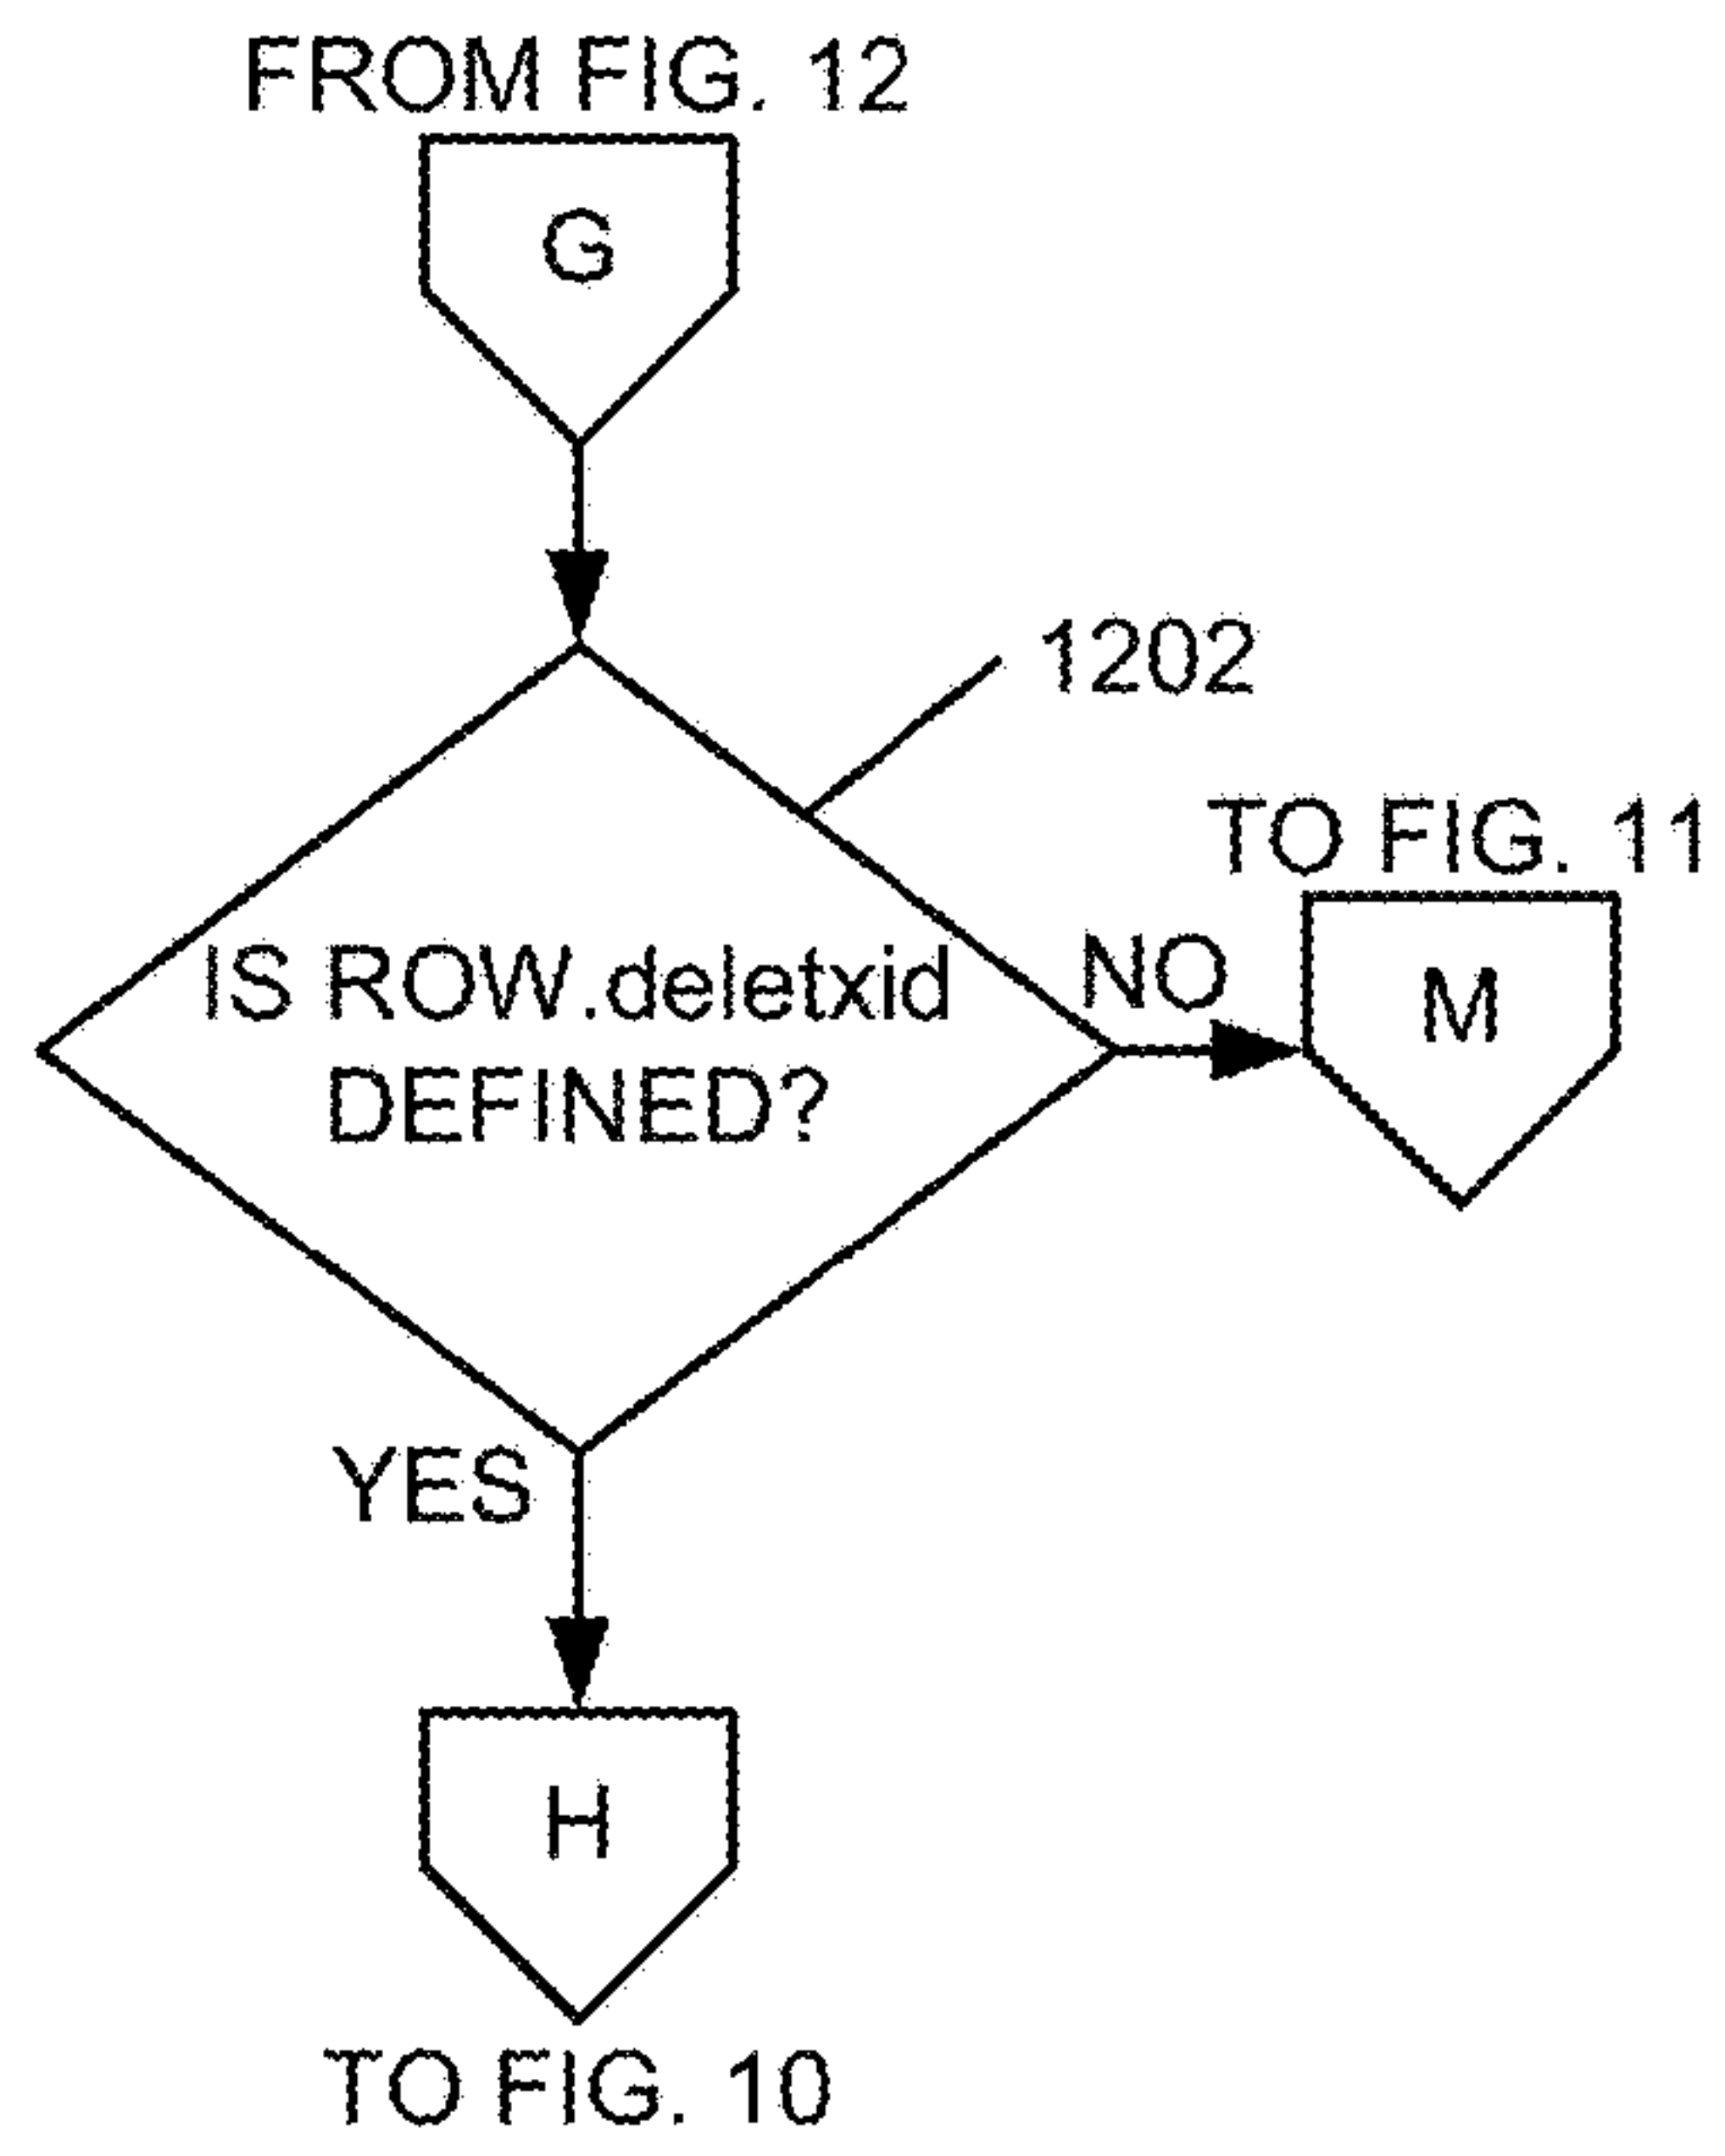 FROM FIG. 12
G
1202
TO FIG. 11
IS ROW.deletxid
DEFINED?
NO
M
YES
H
TO FIG. 10